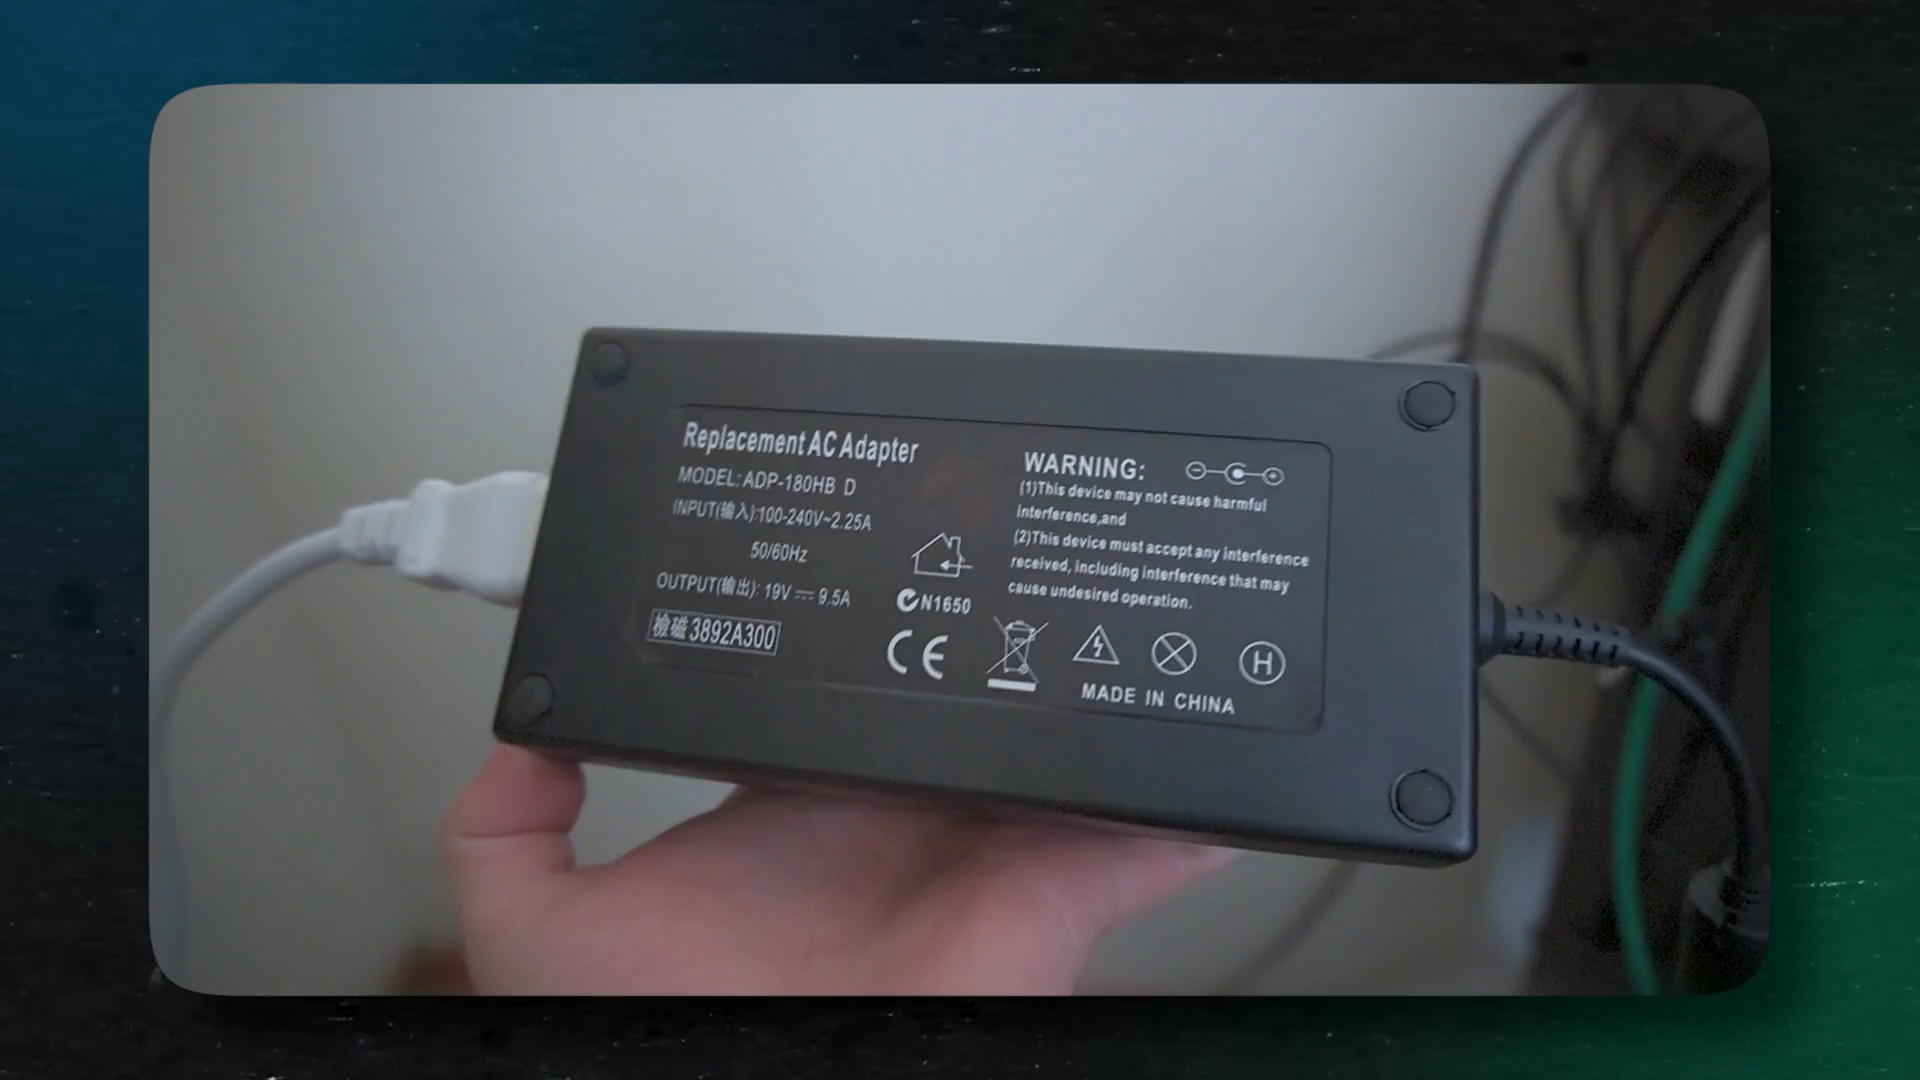 Replacement AC Adapter
MODEL: ADP-180HB D
INPUT(输入):100-240V~2.25A
50/60Hz
OUTPUT(输出): 19V⎓9.5A
檢磁 3892A300
N1650
CE
WARNING:
(1)This device may not cause harmful
interference,and
(2)This device must accept any interference
received, including interference that may
cause undesired operation.
H
MADE IN CHINA